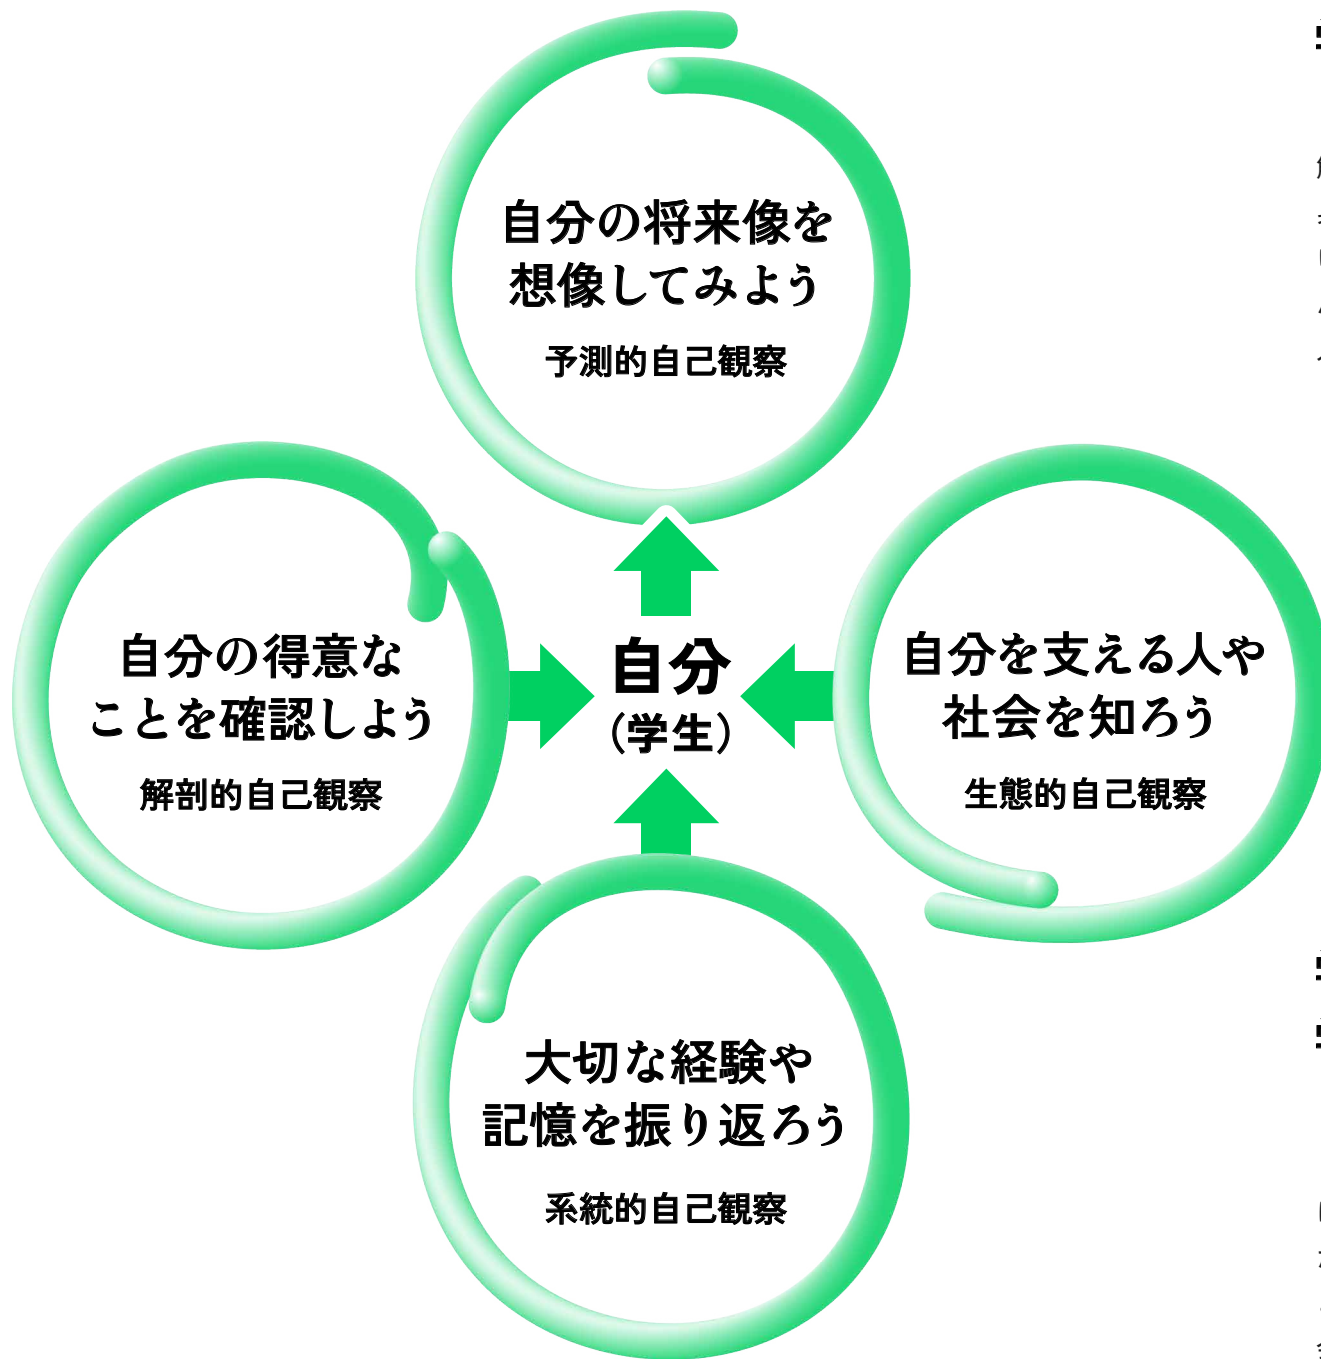 自分の将来像を
想像してみよう
予測的自己観察
自分の得意な
ことを確認しよう
解剖的自己観察
自分
（学生）
自分を支える人や
社会を知ろう
生態的自己観察
大切な経験や
記憶を振り返ろう
系統的自己観察